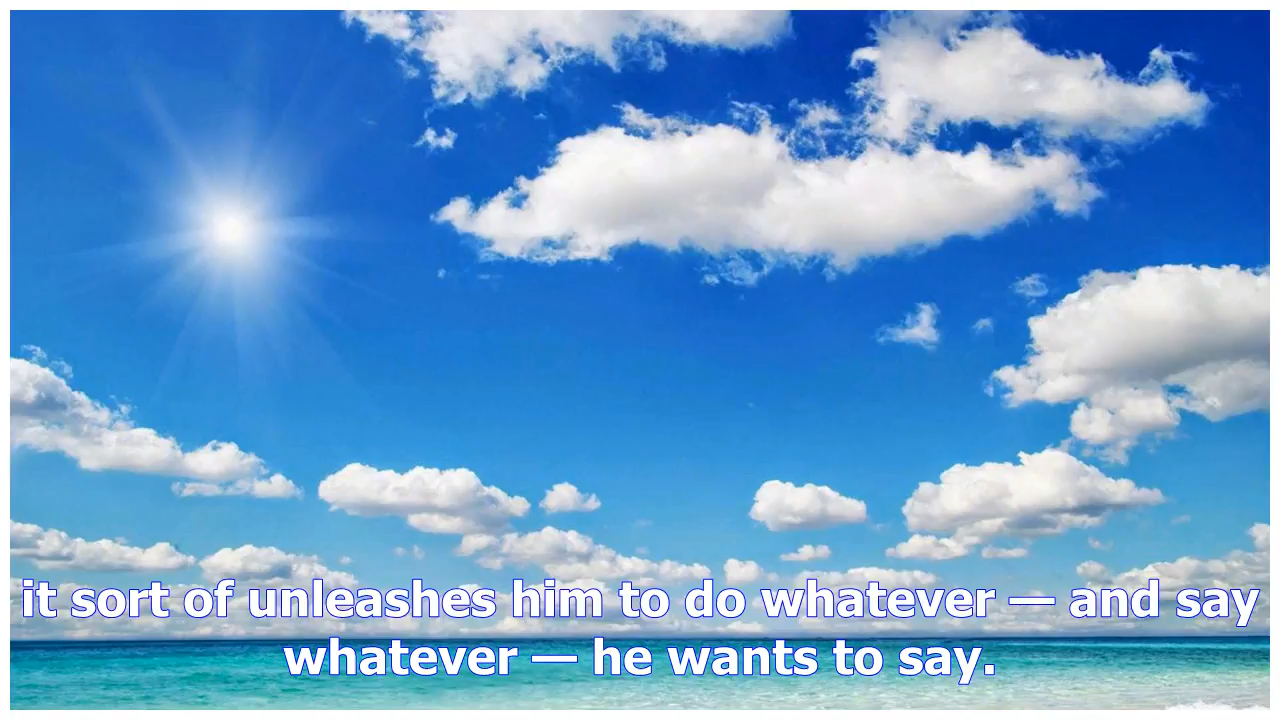 it sort of unleashes him to do whatever — and say
whatever — he wants to say.